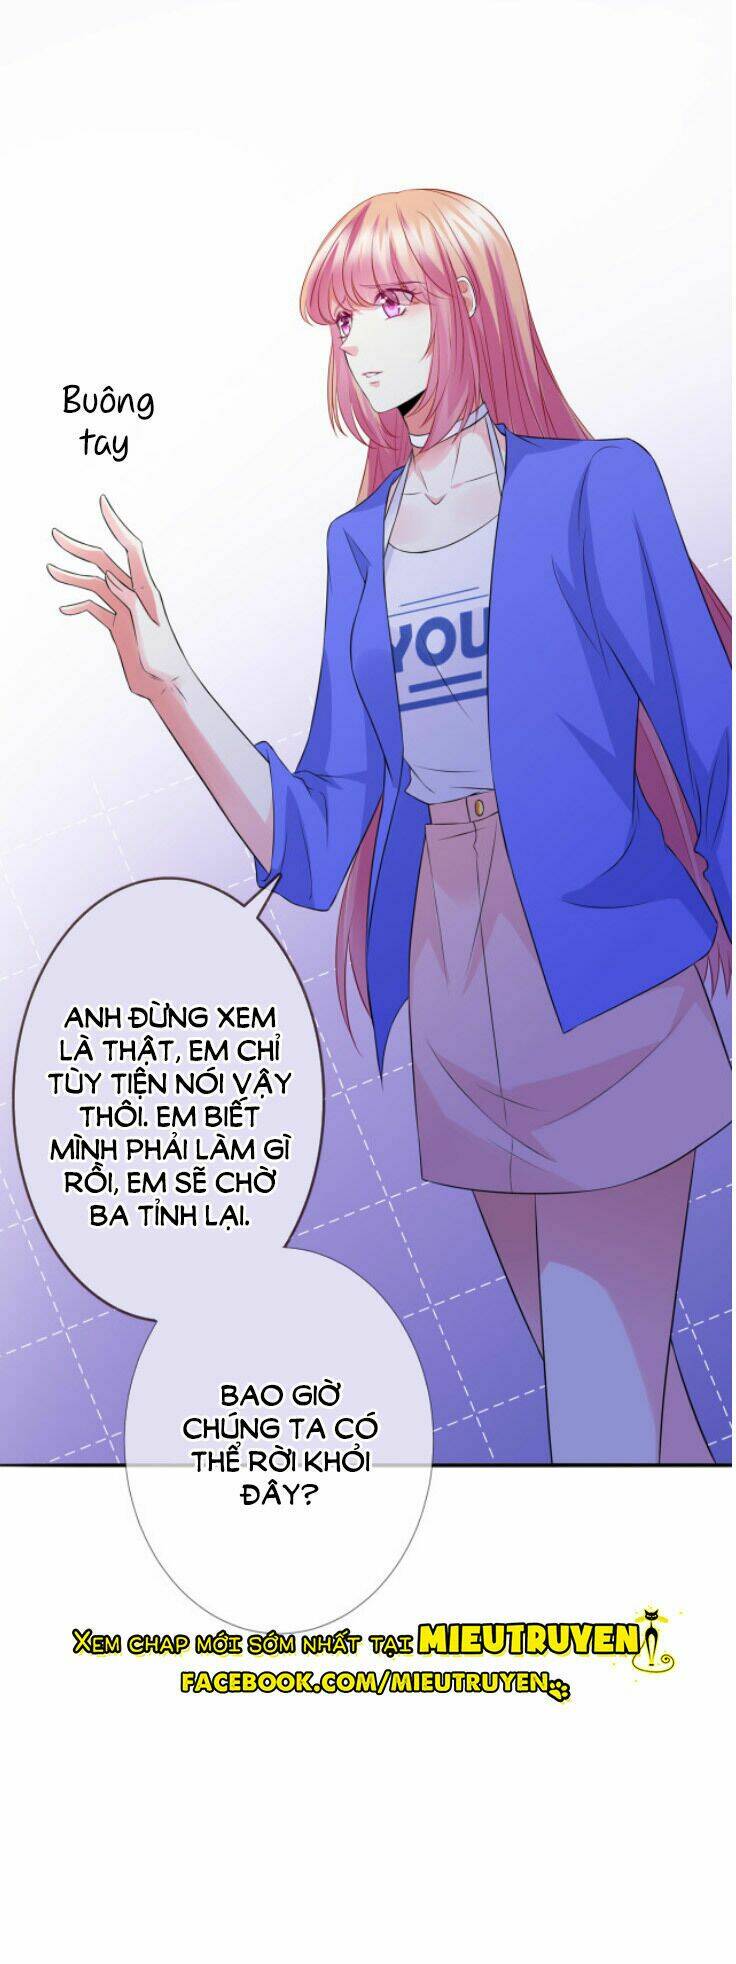 Buông
tay
YOU
ANH ĐỪNG XEM
LÀ THẬT, EM CHỈ
TÙY TIỆN NÓI VẬY
THÔI. EM BIẾT
MÌNH PHẢI LÀM GÌ
RỒI, EM SẼ CHỜ
BA TỈNH LẠI.
BAO GIỜ
CHÚNG TA CÓ
THỂ RỜI KHỎI
ĐÂY?
XEM CHAP MỚI SỚM NHẤT TẠI MIEUTRUYEN
FACEBOOK.COM/MIEUTRUYEN